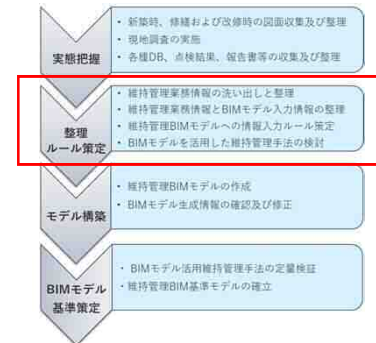 実態把握
・ 新築時、修繕および改修時の図面収集及び整理
・ 現地調査の実施
・ 各種DB、点検結果、報告書等の収集及び整理
整理
ルール策定
・ 維持管理業務情報の洗い出しと整理
・ 維持管理業務情報とBIMモデル入力情報の整理
・ 維持管理BIMモデルへの情報入力ルール策定
・ BIMモデルを活用した維持管理手法の検討
モデル構築
・ 維持管理BIMモデルの作成
・ BIMモデル生成情報の確認及び修正
BIMモデル
基準策定
・ BIMモデル活用維持管理手法の定量検証
・維持管理BIM基準モデルの確立